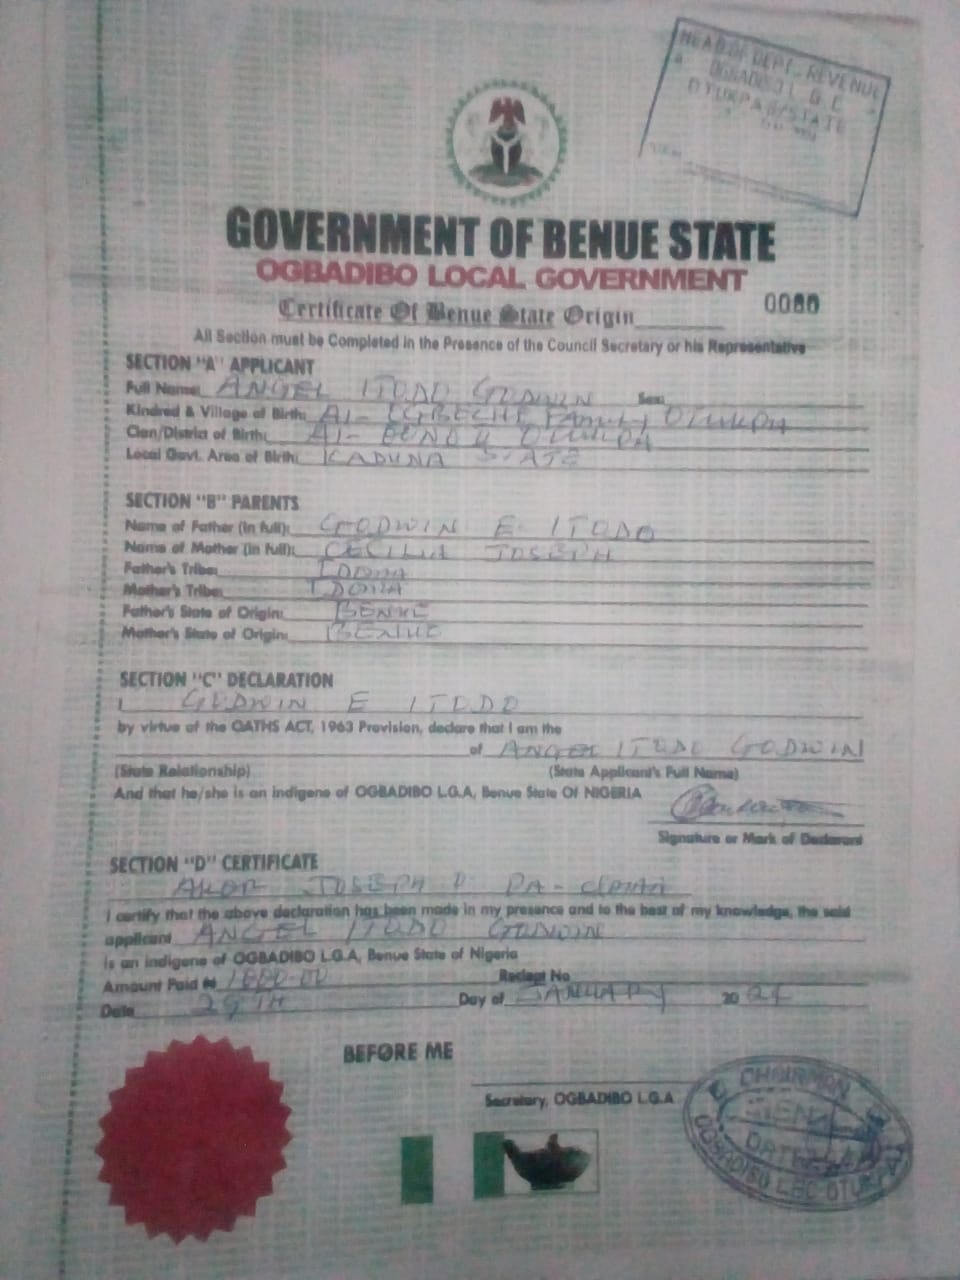 HEAD OF DEPT. REVENUE
OGBADIBO L. G. C
OTUKPA B/STATE
GOVERNMENT OF BENUE STATE
OGBADIBO LOCAL GOVERNMENT
Certificate Of Benue State Origin 0080
All Section must be Completed in the Presence of the Council Secretary or his Representative
SECTION "A" APPLICANT
Full Name: ANGEL ITODO GODWIN Sex:
Kindred & Village of Birth: AI- IGBECHE FAMILY OTUKPA
Clan/District of Birth: AI- OTUKPA
Local Govt. Area of Birth: KADUNA STATE
SECTION "B" PARENTS
Name of Father (in full): GODWIN E ITODO
Name of Mother (in full): CECILIA JOSEPH
Father's Tribe: IDOMA
Mother's Tribe: IDOMA
Father's State of Origin: BENUE
Mother's State of Origin: BENUE
SECTION "C" DECLARATION
I GODWIN E ITODO
by virtue of the OATHS ACT, 1963 Provision, declare that I am the
of ANGEL ITODO GODWIN
(State Relationship) (State Applicant's Full Name)
And that he/she is an indigene of OGBADIBO L.G.A, Benue State Of NIGERIA
Signature or Mark of Declarant
SECTION "D" CERTIFICATE
AKOR JOSEPH
I certify that the above declaration has been made in my presence and to the best of my knowledge, the said
applicant ANGEL ITODO GODWIN
is an indigene of OGBADIBO L.G.A, Benue State of Nigeria
Amount Paid ₦ 1000-00 Reciept No
Date 29TH Day of JANUARY 20 24
BEFORE ME
Secretary, OGBADIBO L.G.A
CHAIRMAN
OGBADIBO LGC OTUKPA